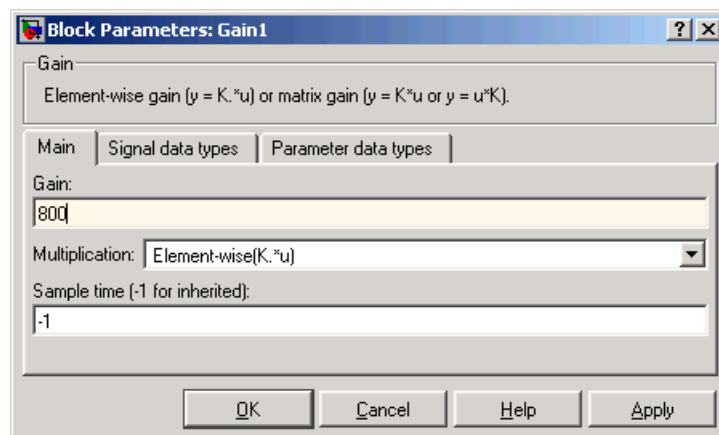 Block Parameters: Gain1
Gain
Element-wise gain (y = K.*u) or matrix gain (y = K*u or y = u*K).
Main Signal data types Parameter data types
Gain:
800
Multiplication: Element-wise(K.*u)
Sample time (-1 for inherited):
-1
OK Cancel Help Apply